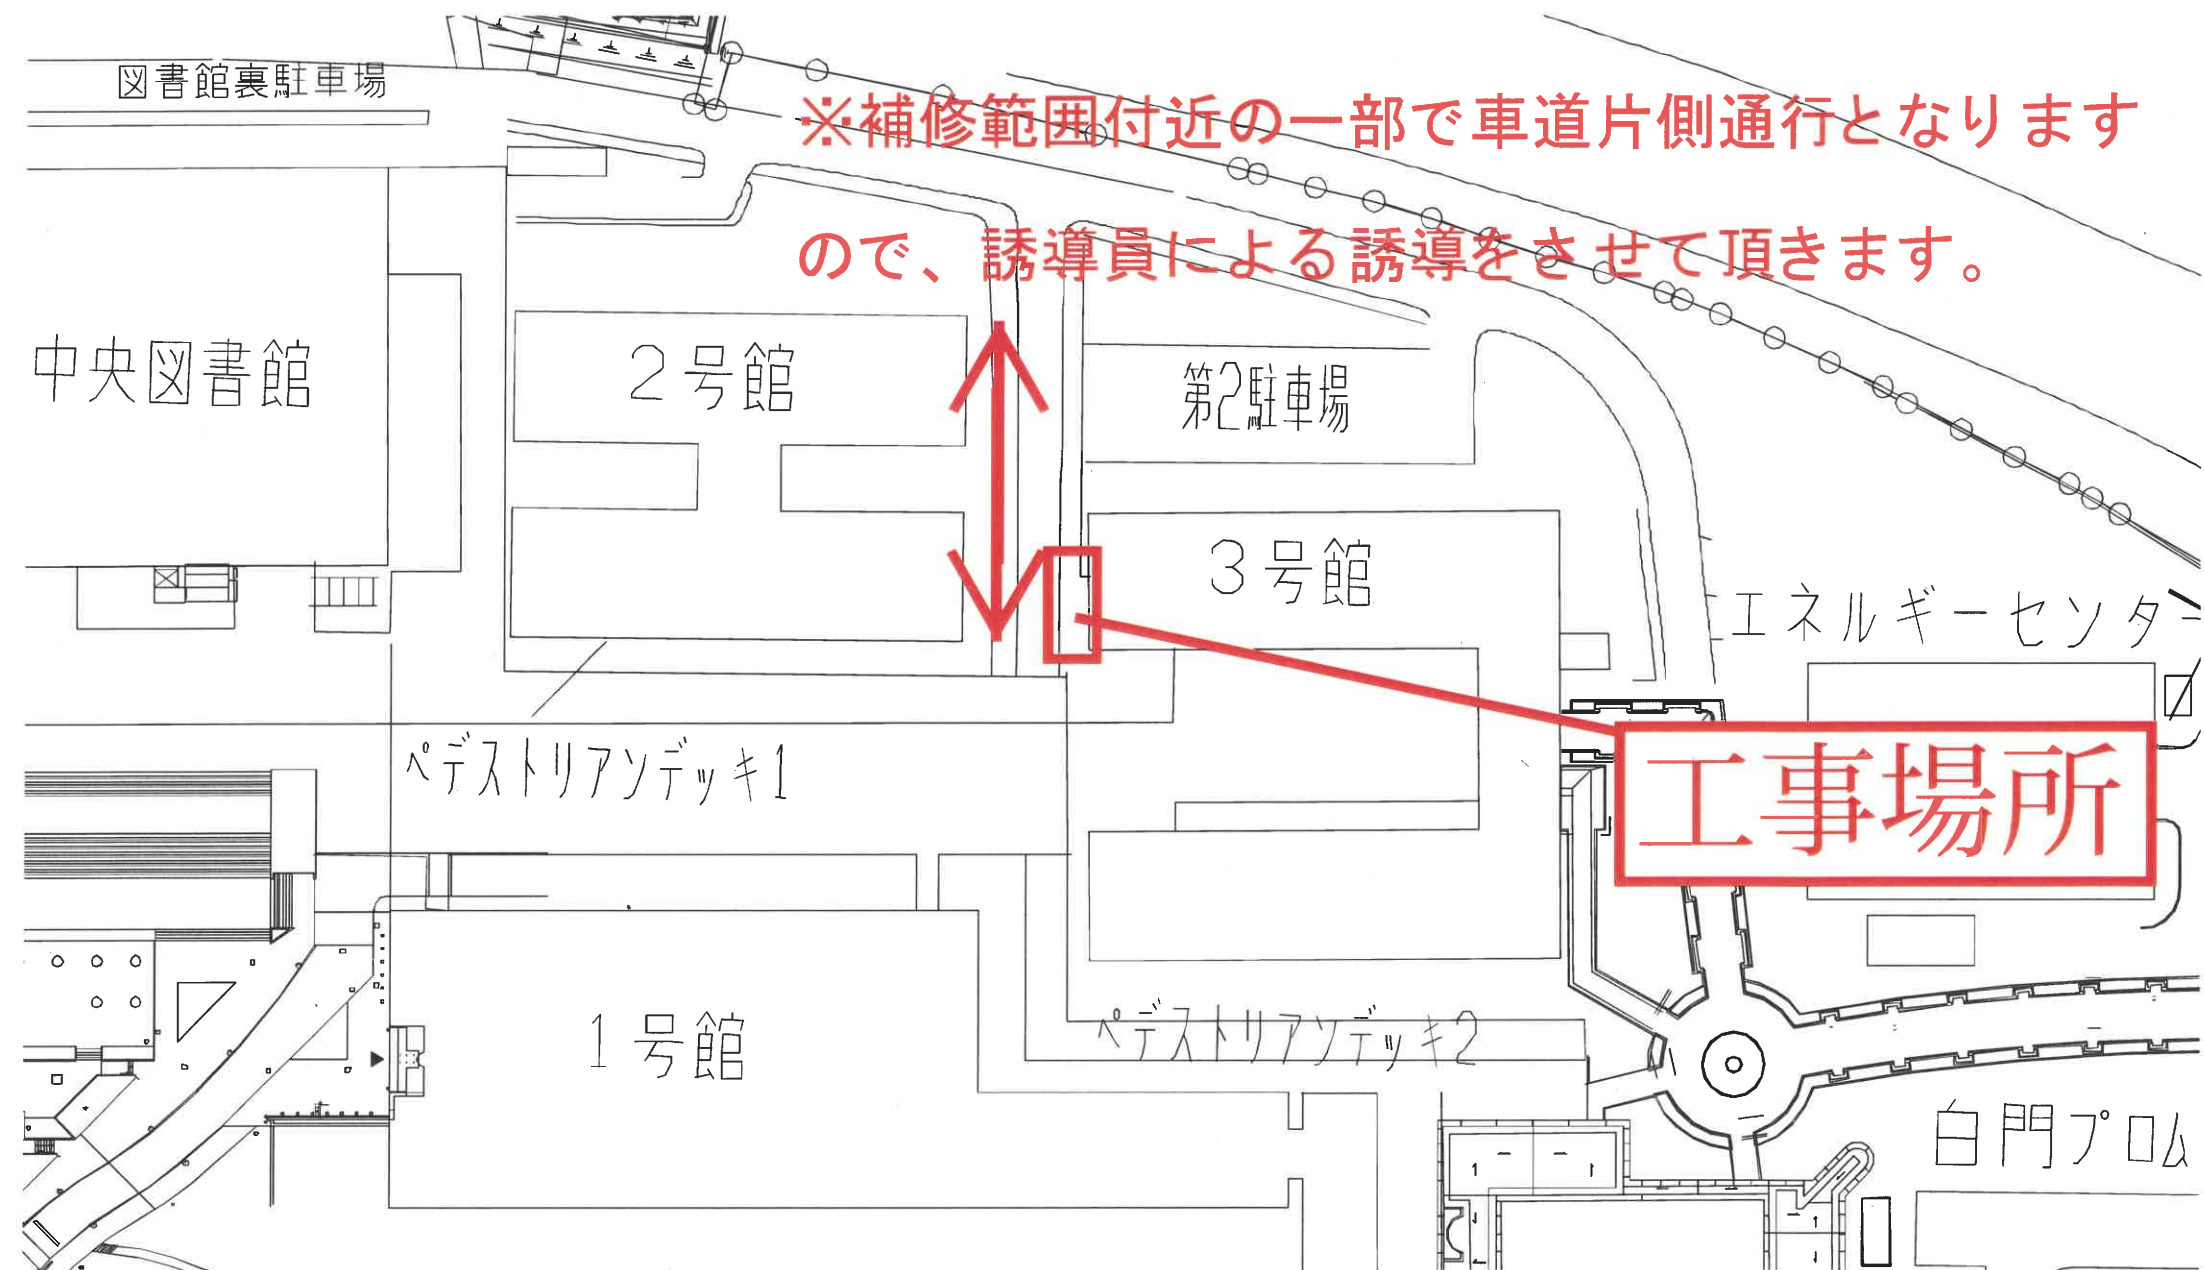 図書館裏駐車場
※補修範囲付近の一部で車道片側通行となります
ので、誘導員による誘導をさせて頂きます。
中央図書館
2号館
第2駐車場
3号館
エネルギーセンター
ペデストリアンデッキ1
工事場所
1号館
ペデストリアンデッキ2
白門プロム